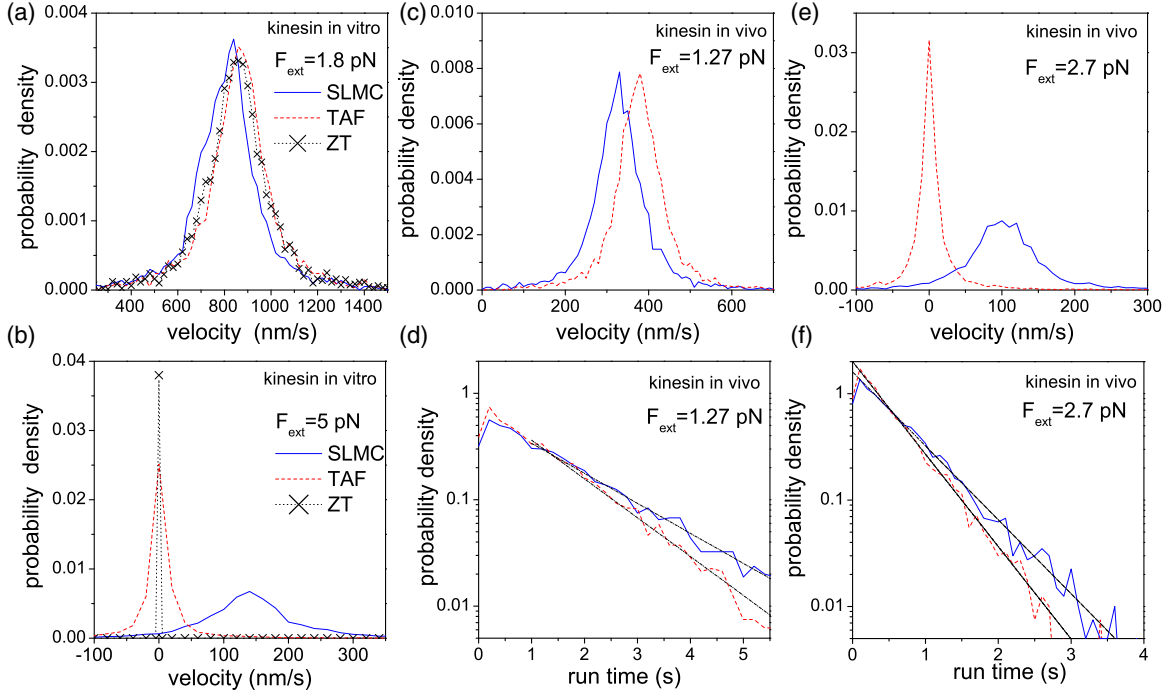 (a)
kinesin in vitro
F_ext=1.8 pN
SLMC
TAF
ZT
0.004
0.003
0.002
0.001
0.000
probability density
400 600 800 1000 1200 1400
velocity (nm/s)
(c)
kinesin in vivo
F_ext=1.27 pN
0.010
0.008
0.006
0.004
0.002
0.000
probability density
0 200 400 600
velocity (nm/s)
(e)
kinesin in vivo
F_ext=2.7 pN
0.03
0.02
0.01
0.00
probability density
-100 0 100 200 300
velocity (nm/s)
(b)
kinesin in vitro
F_ext=5 pN
SLMC
TAF
ZT
0.04
0.03
0.02
0.01
0.00
probability density
-100 0 100 200 300
velocity (nm/s)
(d)
kinesin in vivo
F_ext=1.27 pN
1
0.1
0.01
probability density
0 1 2 3 4 5
run time (s)
(f)
kinesin in vivo
F_ext=2.7 pN
1
0.1
0.01
probability density
0 1 2 3 4
run time (s)